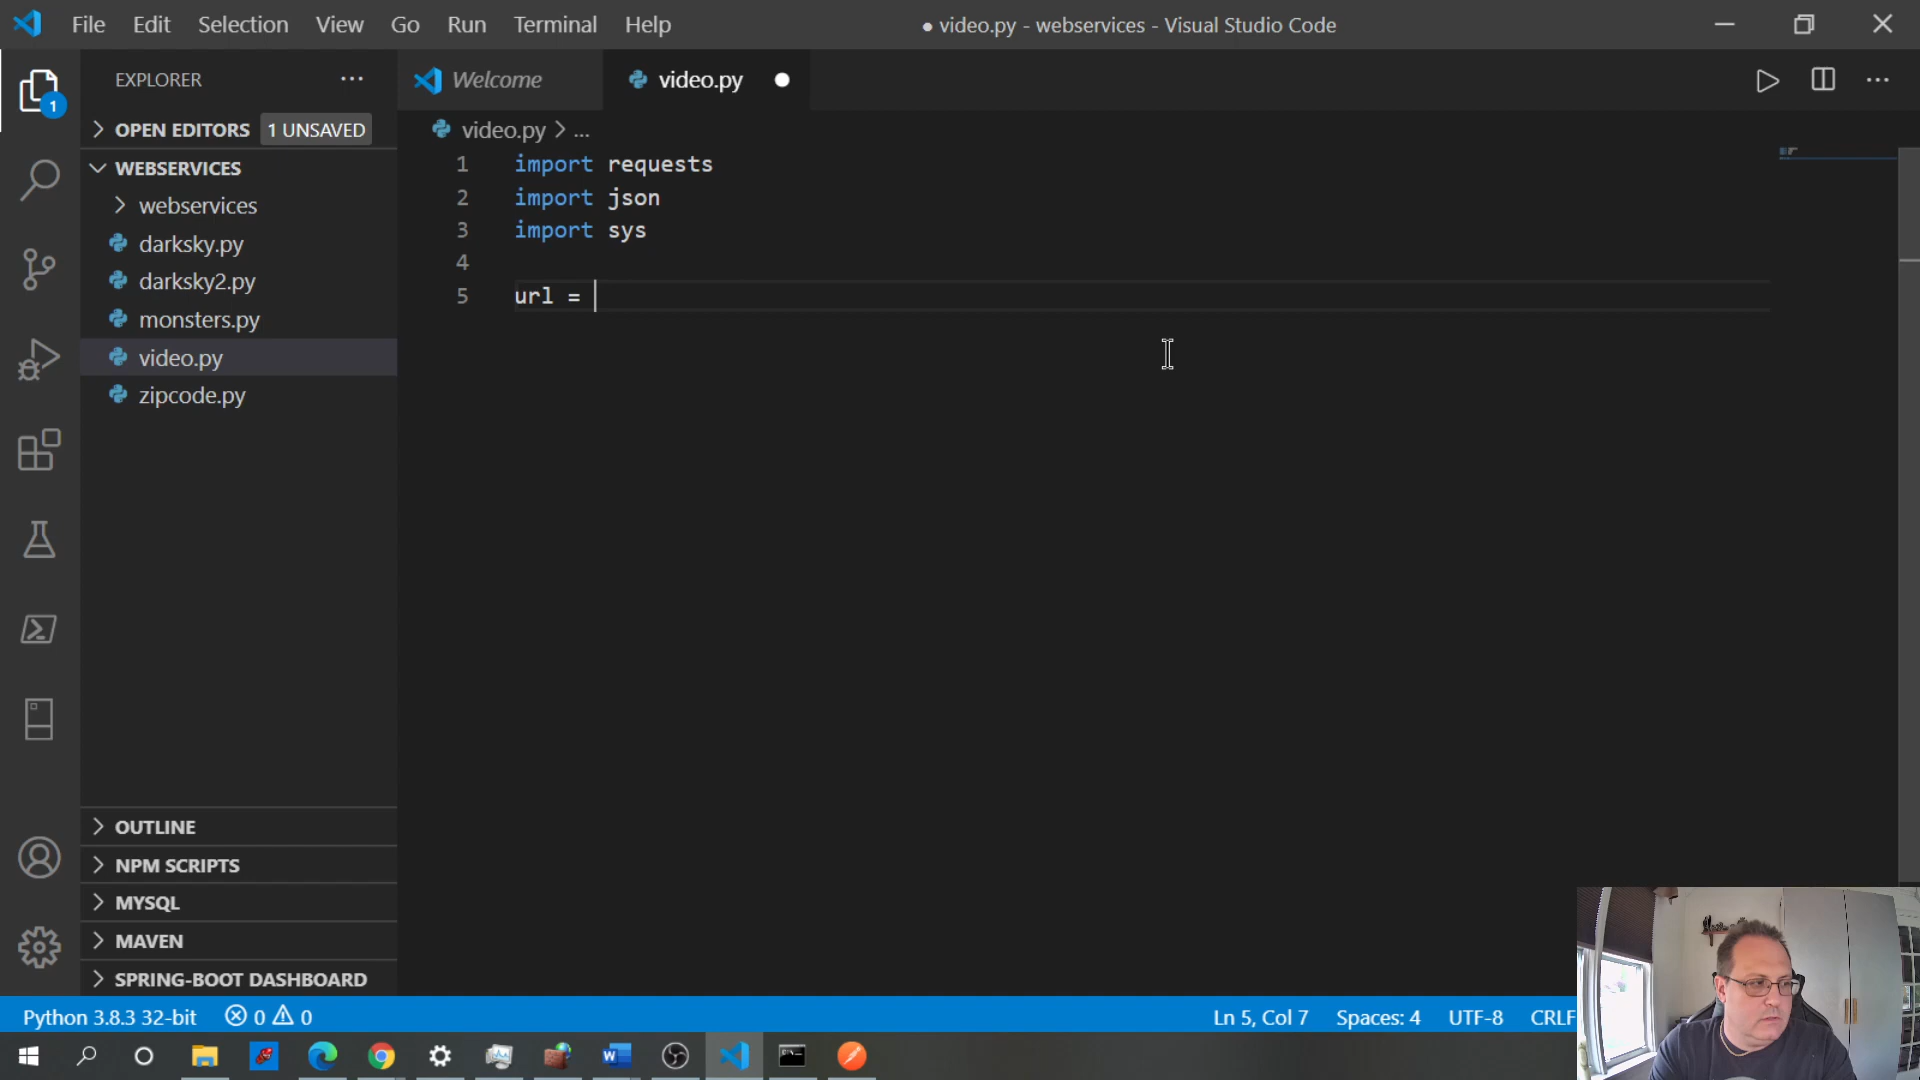 File Edit Selection View Go Run Terminal Help
● video.py - webservices - Visual Studio Code
EXPLORER
Welcome
video.py
1
OPEN EDITORS
1 UNSAVED
video.py > ...
WEBSERVICES
webservices
darksky.py
darksky2.py
monsters.py
video.py
zipcode.py
1 import requests
2 import json
3 import sys
4
5 url =
OUTLINE
NPM SCRIPTS
MYSQL
MAVEN
SPRING-BOOT DASHBOARD
Python 3.8.3 32-bit 0 0 Ln 5, Col 7 Spaces: 4 UTF-8 CRLF